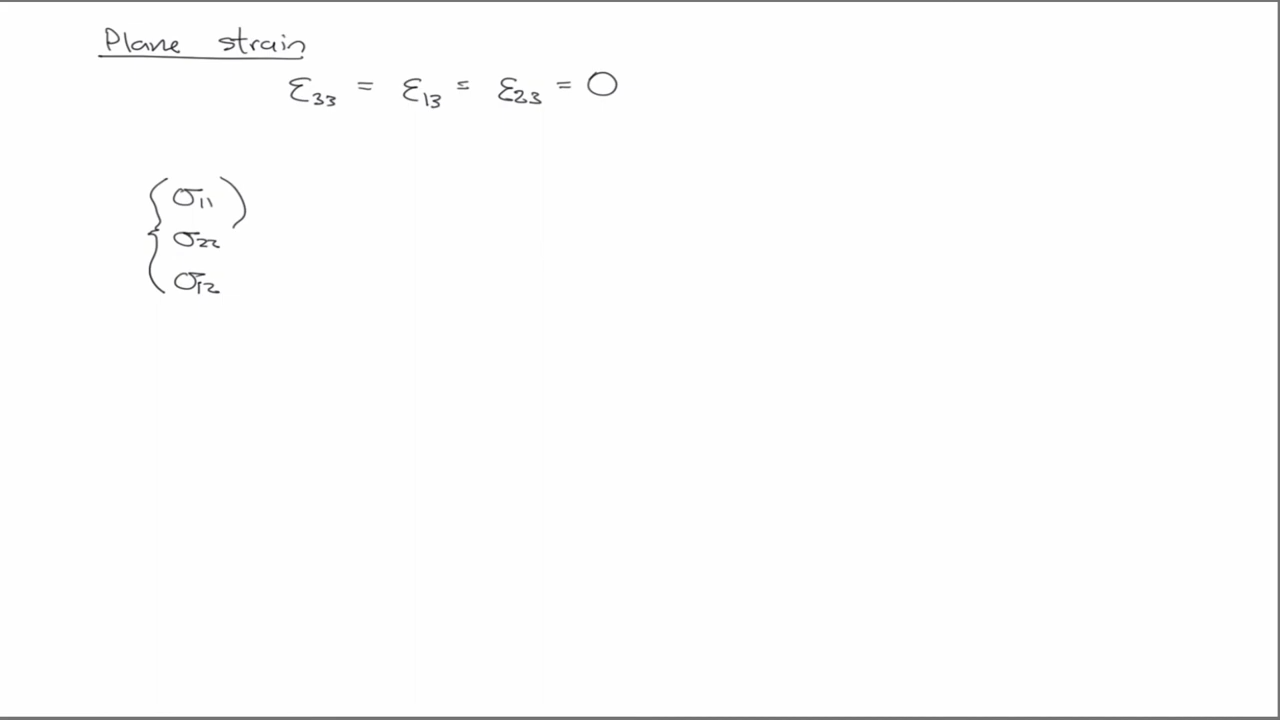 Plane strain
ε₃₃ = ε₁₃ = ε₂₃ = 0
{σ₁₁}
σ₂₂
σ₁₂